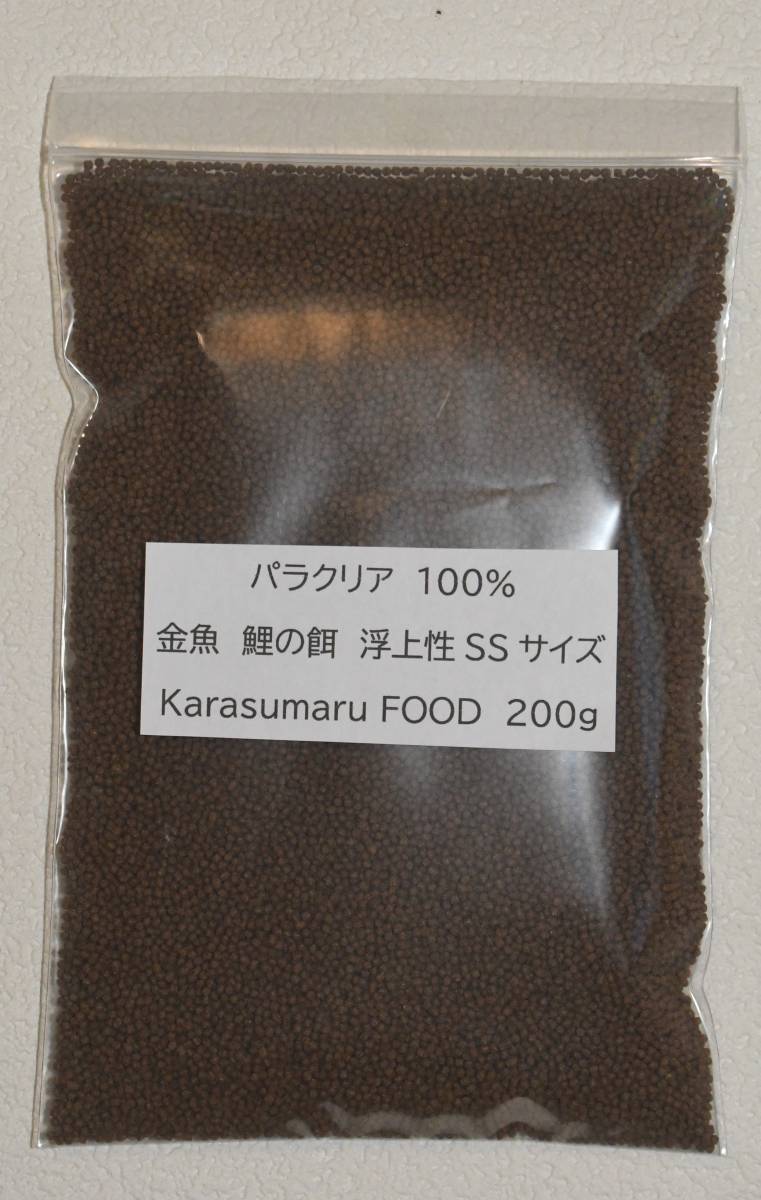 パラクリア 100%
金魚 鯉の餌 浮上性 SS サイズ
Karasumaru FOOD 200g